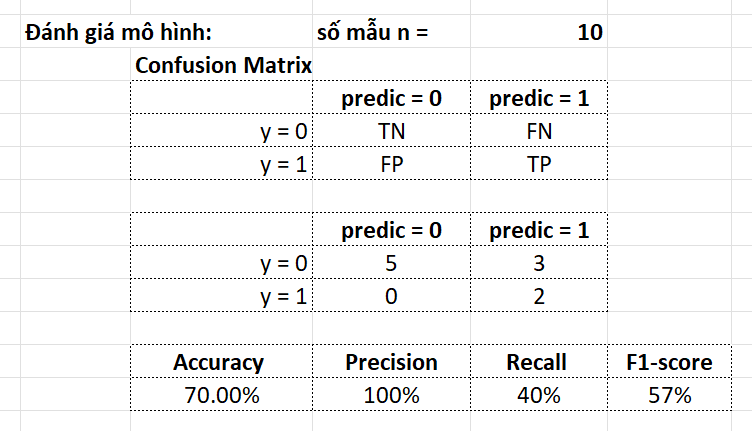 Đánh giá mô hình: số mẫu n = 10
Confusion Matrix
predic = 0 predic = 1
y = 0 TN FN
y = 1 FP TP
predic = 0 predic = 1
y = 0 5 3
y = 1 0 2
Accuracy Precision Recall F1-score
70.00% 100% 40% 57%